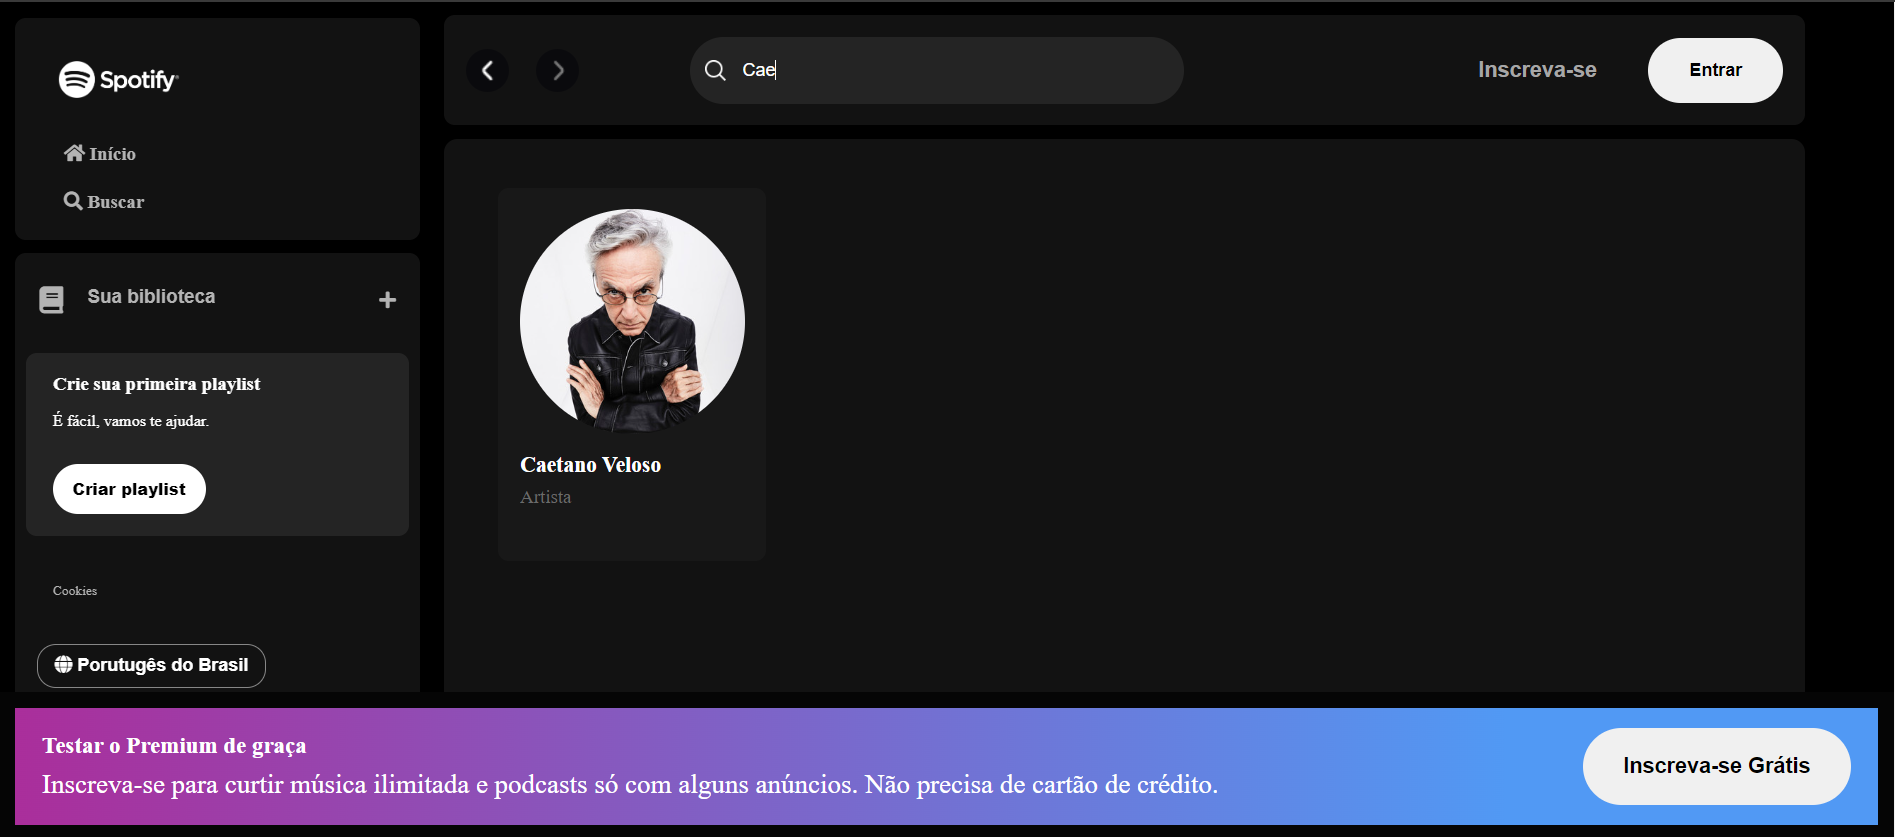 Spotify
Início
Buscar
Sua biblioteca
Crie sua primeira playlist
É fácil, vamos te ajudar.
Criar playlist
Cookies
Porutugês do Brasil
Cae
Inscreva-se
Entrar
Caetano Veloso
Artista
Testar o Premium de graça
Inscreva-se para curtir música ilimitada e podcasts só com alguns anúncios. Não precisa de cartão de crédito.
Inscreva-se Grátis